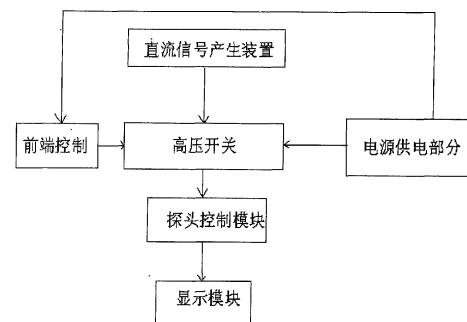 直流信号产生装置
前端控制
高压开关
电源供电部分
探头控制模块
显示模块